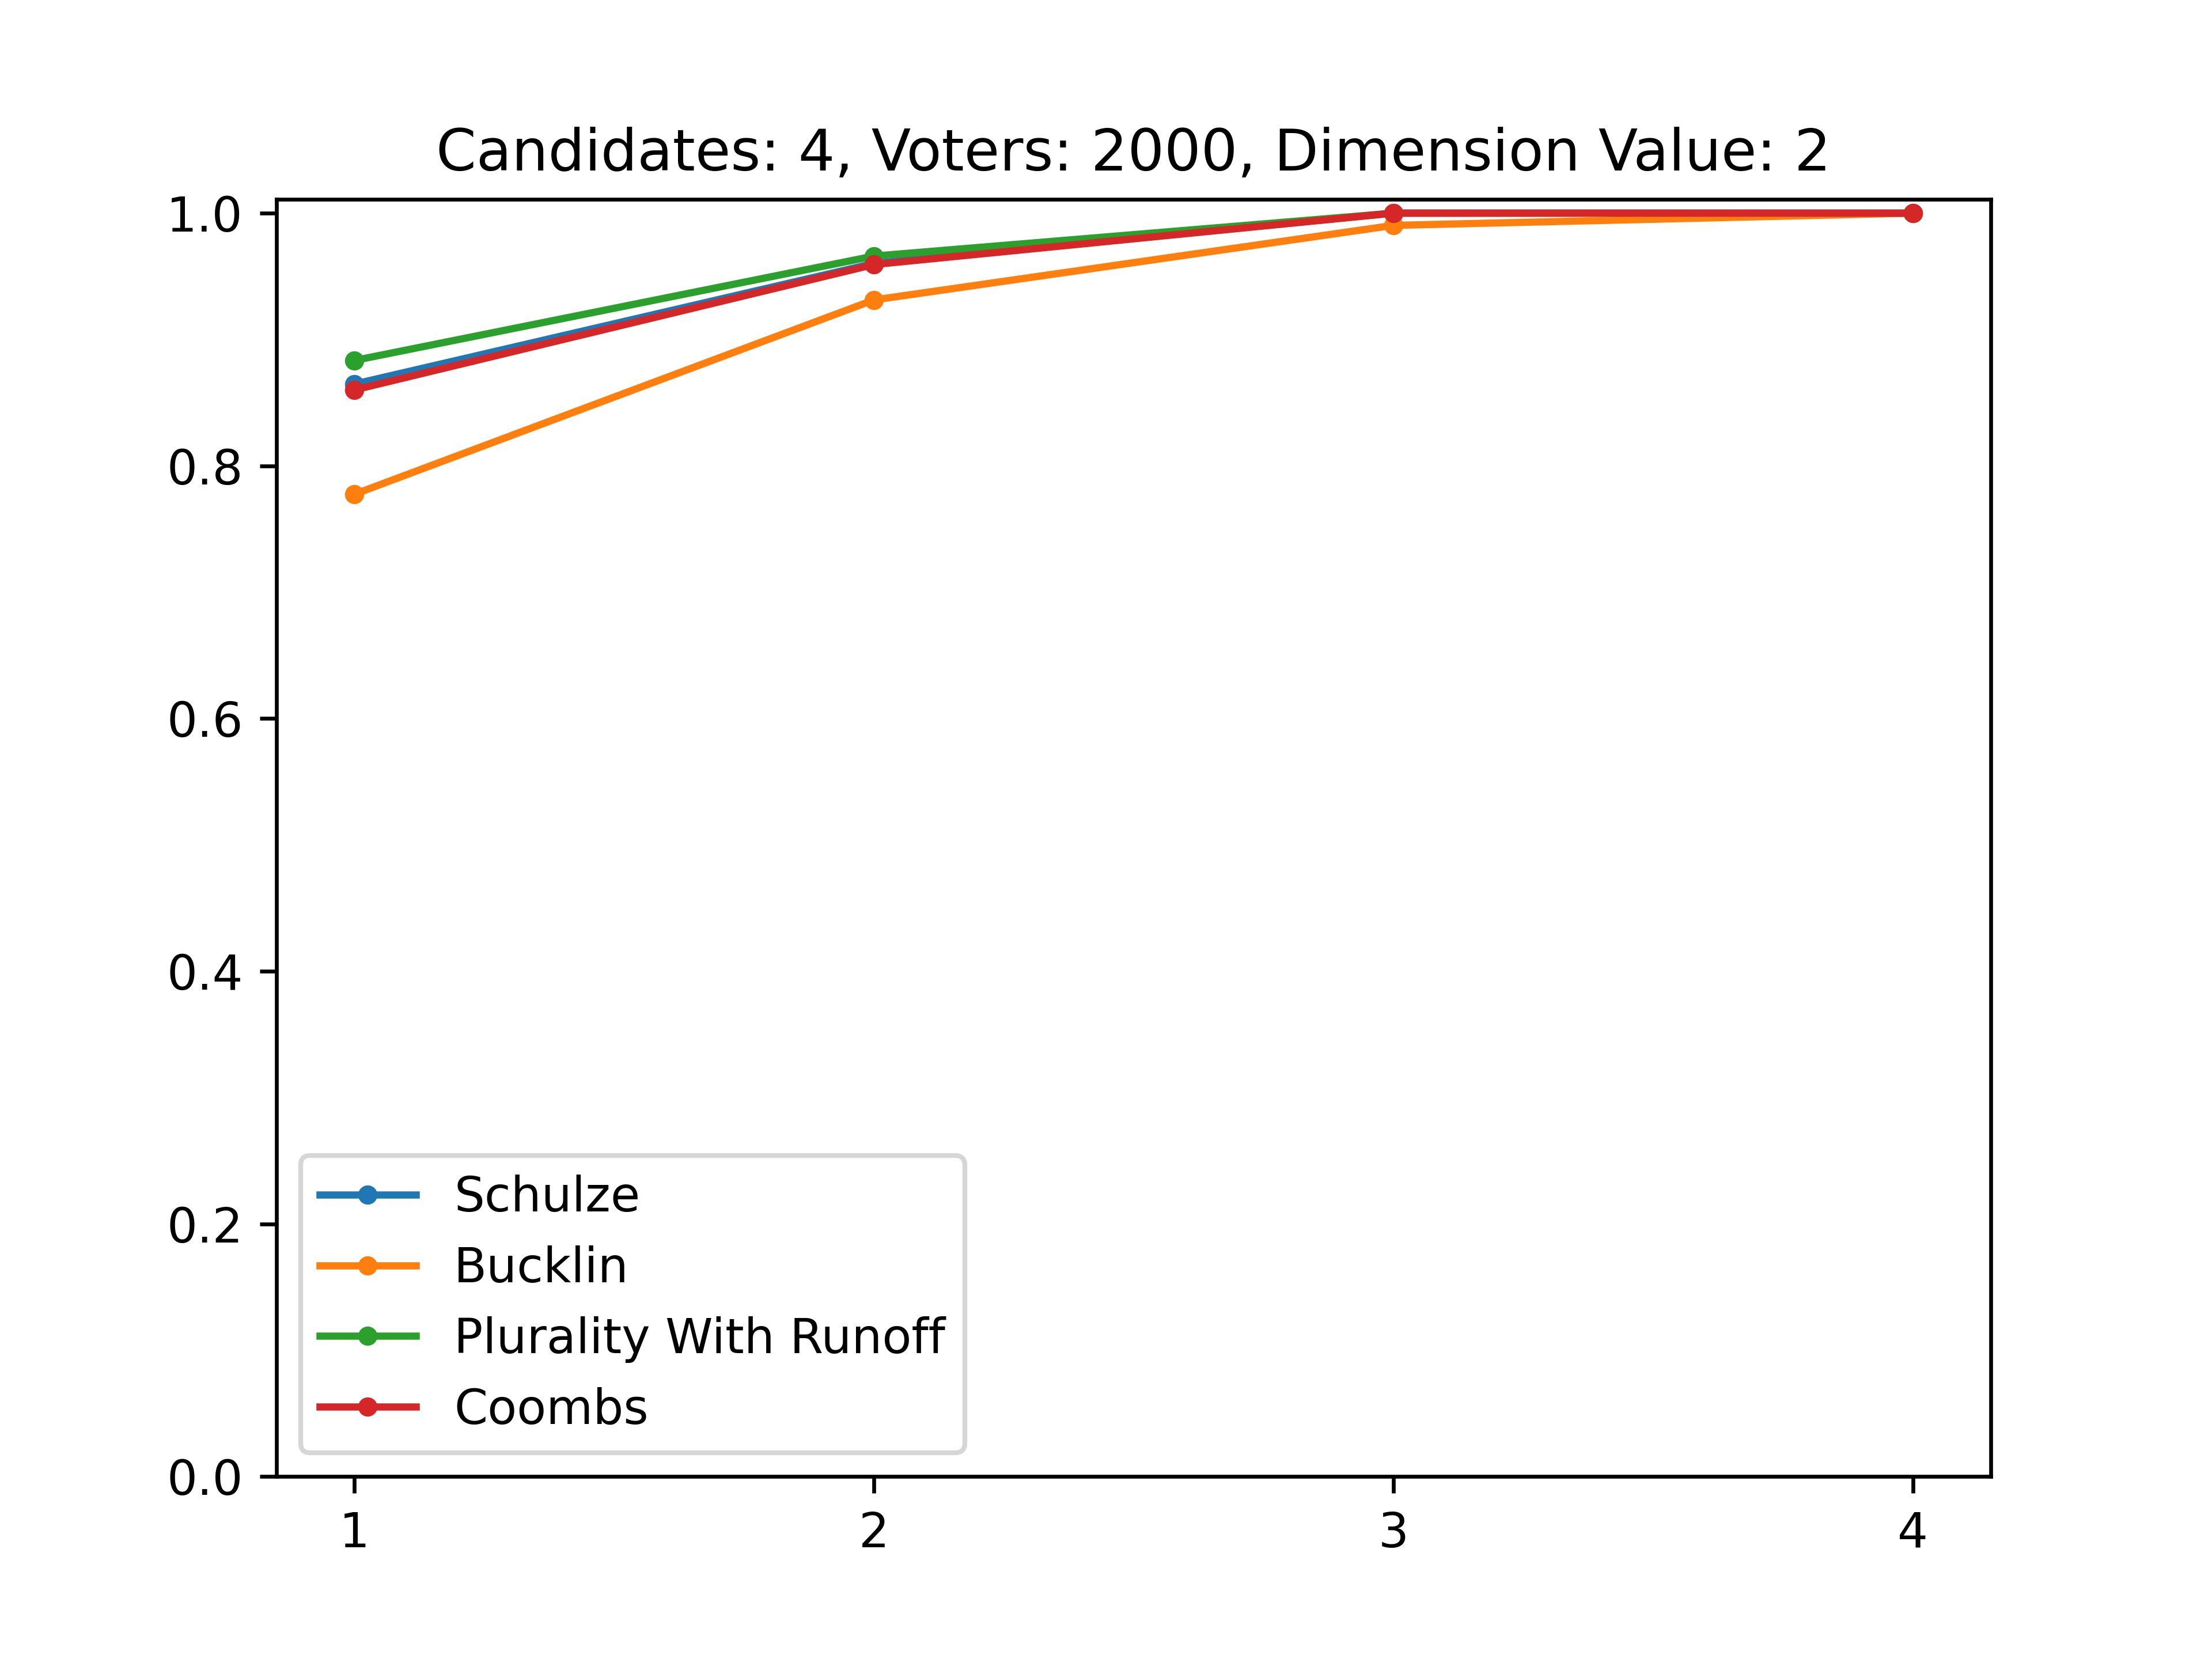 Candidates: 4, Voters: 2000, Dimension Value: 2
1.0
0.8
0.6
0.4
0.2
0.0
Schulze
Bucklin
Plurality With Runoff
Coombs
1 2 3 4